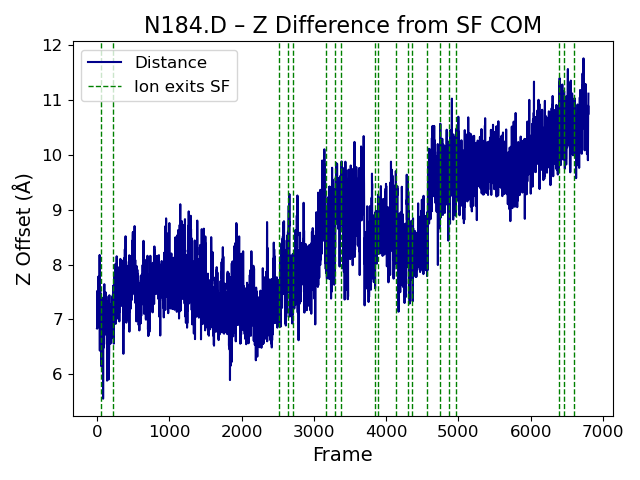 N184.D – Z Difference from SF COM
Distance
Ion exits SF
Z Offset (Å)
12
11
10
9
8
7
6
0 1000 2000 3000 4000 5000 6000 7000
Frame